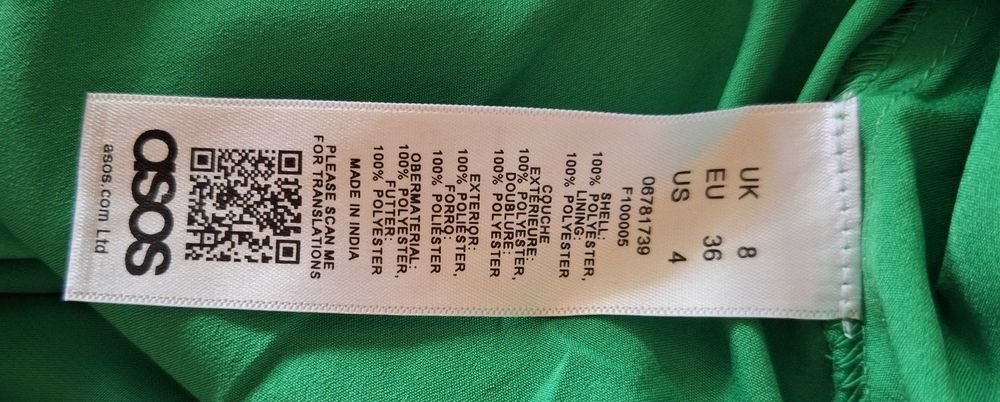 UK 8
EU 36
US 4
06781739
F100005
SHELL:
100% POLYESTER,
LINING:
100% POLYESTER
COUCHE
EXTÉRIEURE:
100% POLYESTER,
DOUBLURE:
100% POLYESTER
EXTERIOR:
100% POLIÉSTER,
FORRO:
100% POLIÉSTER
OBERMATERIAL:
100% POLYESTER,
FUTTER:
100% POLYESTER
MADE IN INDIA
PLEASE SCAN ME
FOR TRANSLATIONS
asos
asos.com Ltd